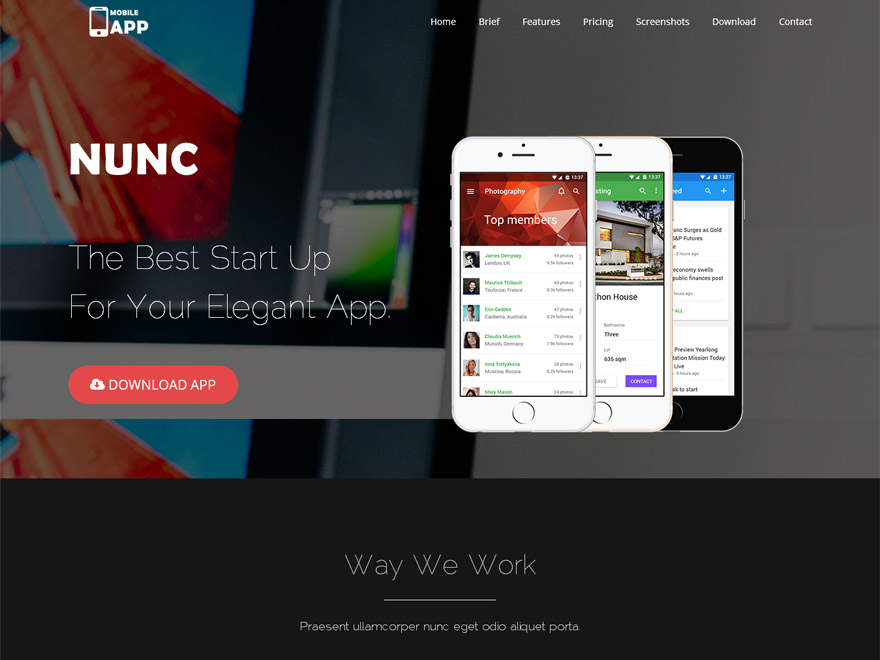 MOBILE
APP
Home Brief Features Pricing Screenshots Download Contact
NUNC
The Best Start Up
For Your Elegant App.
DOWNLOAD APP
13:37
Photography
Top members
James Dempsey
London, UK
53 photos
9.5k followers
Maurice Thibault
Toulouse, France
43 photos
8.3k followers
Erin Geddes
Canberra, Australia
47 photos
8.2k followers
Claudia Muench
Munich, Germany
73 photos
7.9k followers
Inna Tretyakova
Moscow, Russia
28 photos
6.2k followers
Mary Mason
24 photos
13:37
sting
hon House
Bathrooms
Three
Lot
635 sqm
SAVE
CONTACT
13:37
eed
anc Surges as Gold
S&P Futures
e
- 2 hours ago
economy swells
public finances post
hours ago
ALL
Preview Yearlong
tation Mission Today:
Live
- 4 hours ago
sk to start
Way We Work
Praesent ullamcorper nunc eget odio aliquet porta.